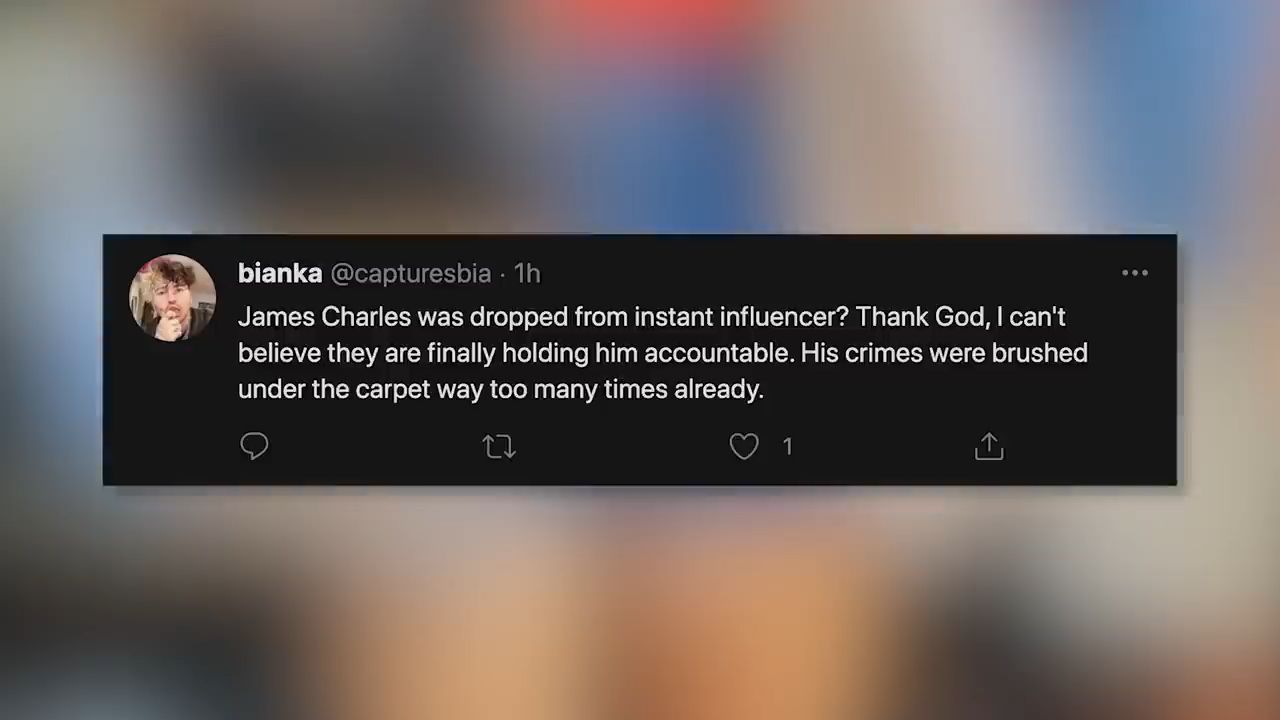 bianka @capturesbia · 1h
James Charles was dropped from instant influencer? Thank God, I can't
believe they are finally holding him accountable. His crimes were brushed
under the carpet way too many times already.
1